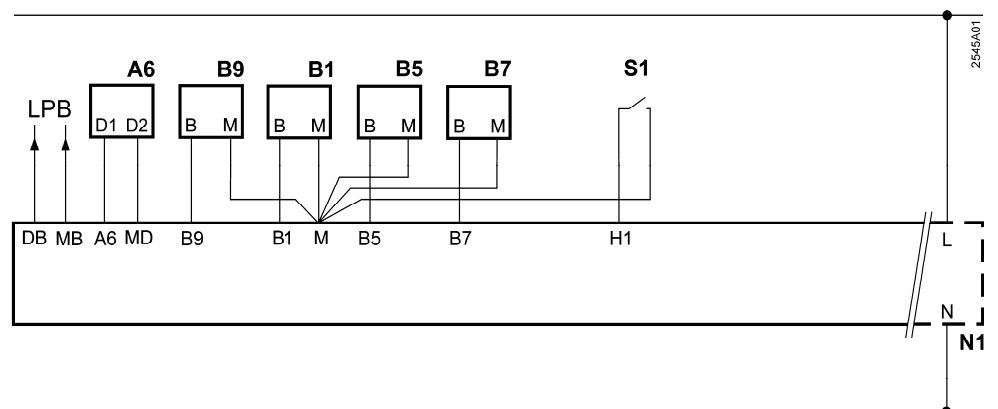 2545A01
A6 B9 B1 B5 B7 S1
LPB
D1 D2 B M B M B M B M
DB MB A6 MD B9 B1 M B5 B7 H1 L
N
N1